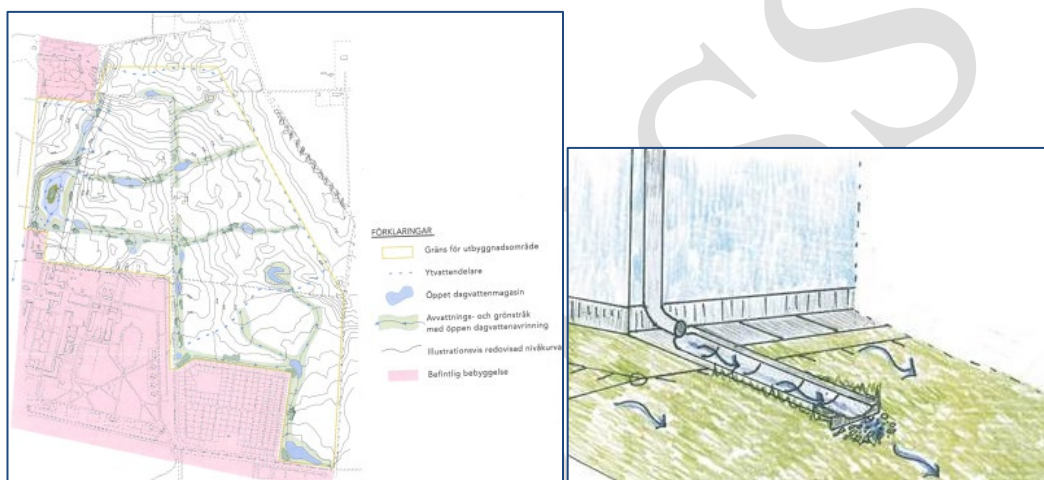 FÖRKLARINGAR
Gräns för utbyggnadsområde
Ytvattendelare
Öppet dagvattenmagasin
Avvattnings- och grönstråk
med öppen dagvattenavrinning
Illustrationsvis redovisad nivåkurva
Befintlig bebyggelse